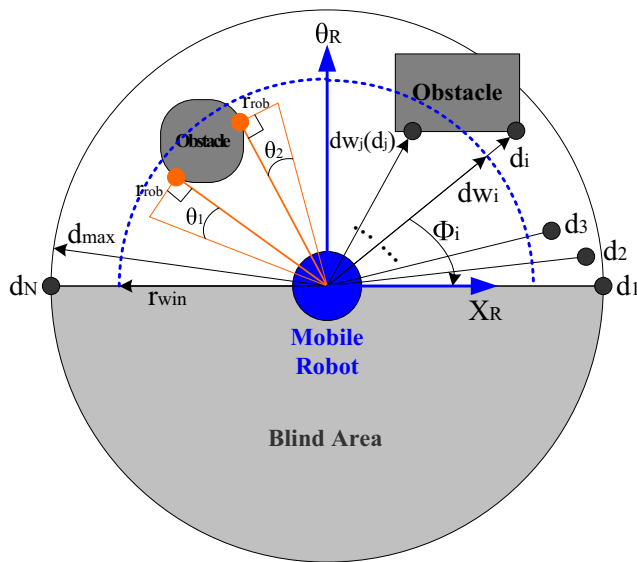 θR
Obstacle
rrob
Obstacle
dwj(dj)
di
θ2
rrob
dwi
θ1
Φi
d3
dmax
d2
dN
rwin
d1
XR
Mobile
Robot
Blind Area